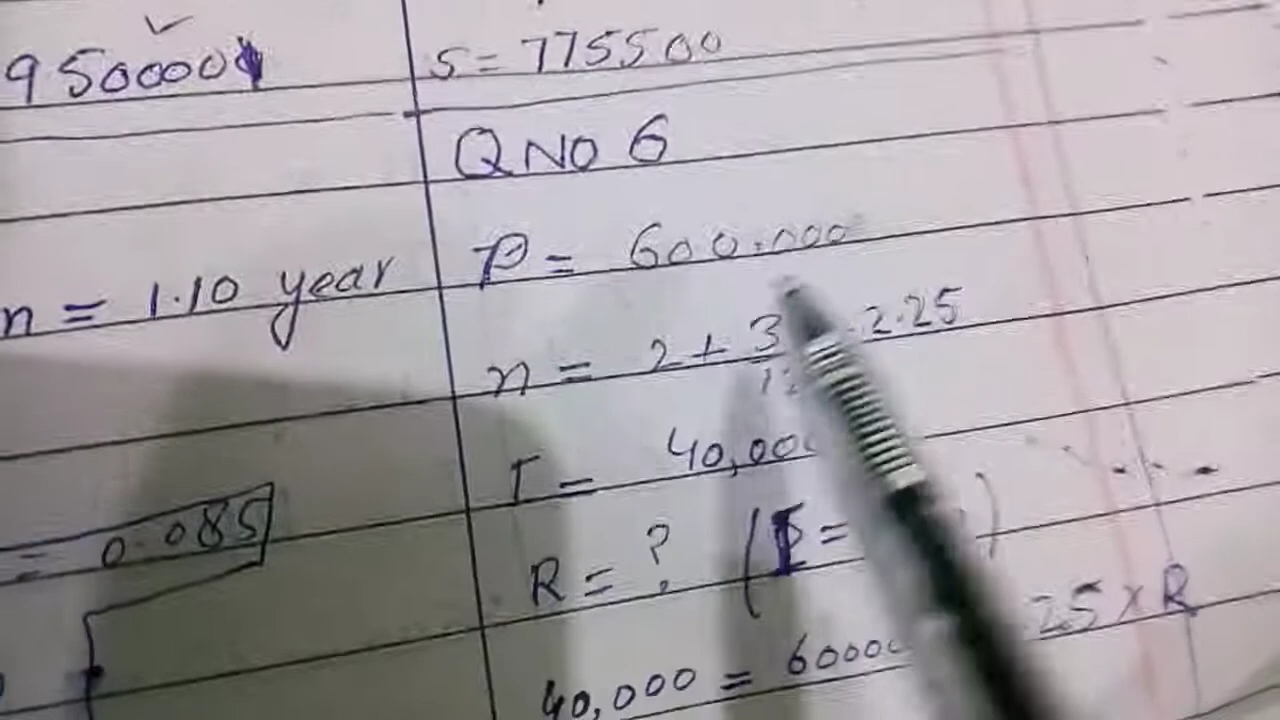 950000
n = 1.10 year
= 0.085
S = 775500
Q NO 6
P = 600,000
n = 2 + 3 2.25
I = 40,00
R = ? (I = )
40,000 = 6000 25 x R